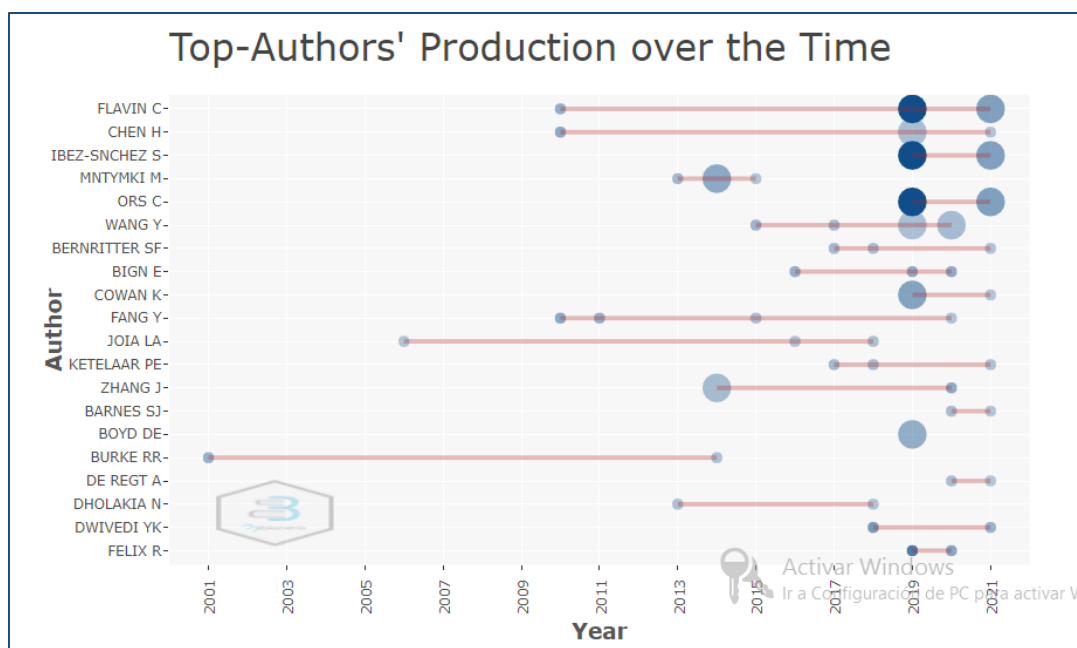 Top-Authors' Production over the Time
Author
FLAVIN C
CHEN H
IBEZ-SNCHEZ S
MNTYMKI M
ORS C
WANG Y
BERNRITTER SF
BIGN E
COWAN K
FANG Y
JOIA LA
KETELAAR PE
ZHANG J
BARNES SJ
BOYD DE
BURKE RR
DE REGT A
DHOLAKIA N
DWIVEDI YK
FELIX R
Activar Windows
Ir a Configuración de PC para activar W
2001 2003 2005 2007 2009 2011 2013 2015 2017 2019 2021
Year